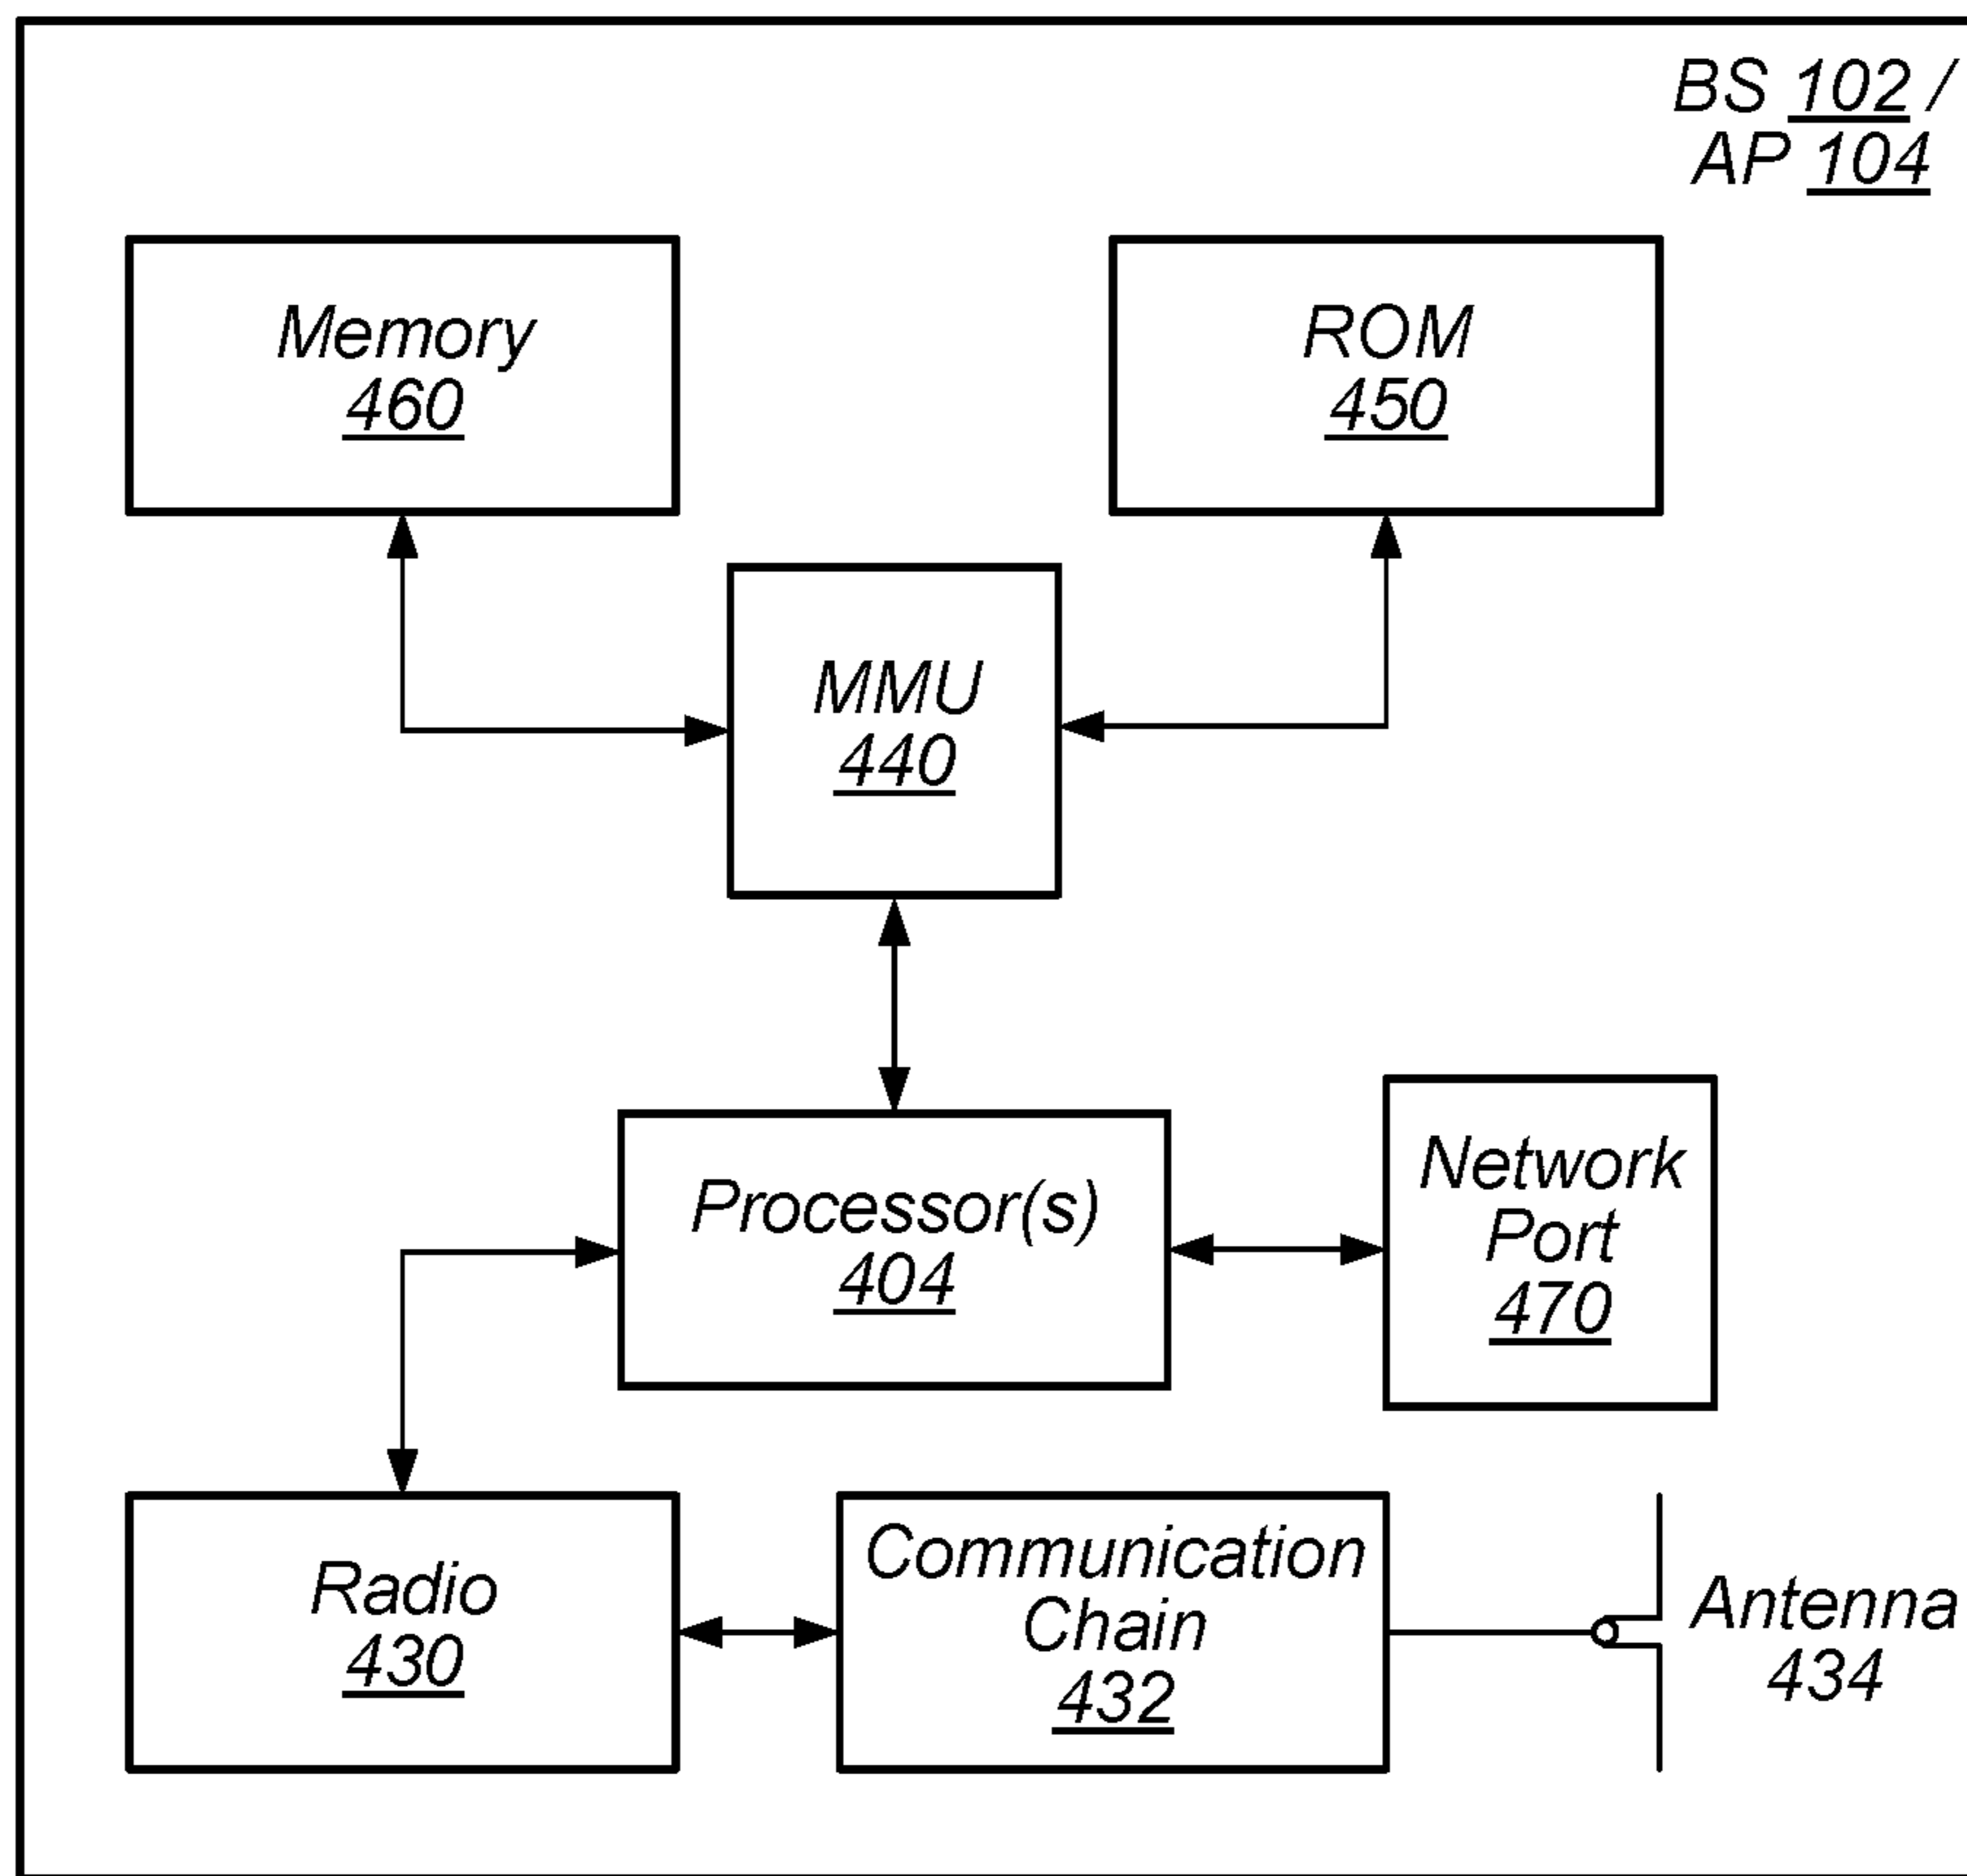 BS 102 /
AP 104
Memory
460
ROM
450
MMU
440
Processor(s)
404
Network
Port
470
Radio
430
Communication
Chain
432
Antenna
434